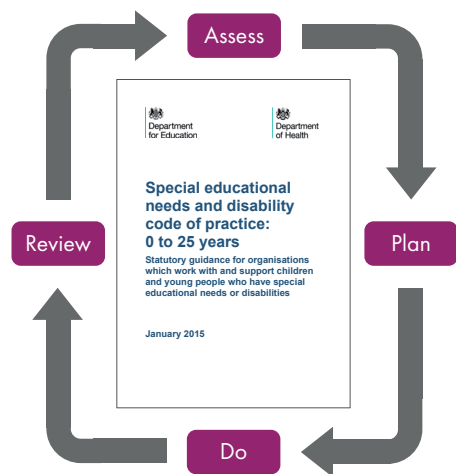 Assess
Department
for Education
Department
of Health
Special educational
needs and disability
code of practice:
0 to 25 years
Statutory guidance for organisations
which work with and support children
and young people who have special
educational needs or disabilities
January 2015
Review
Plan
Do